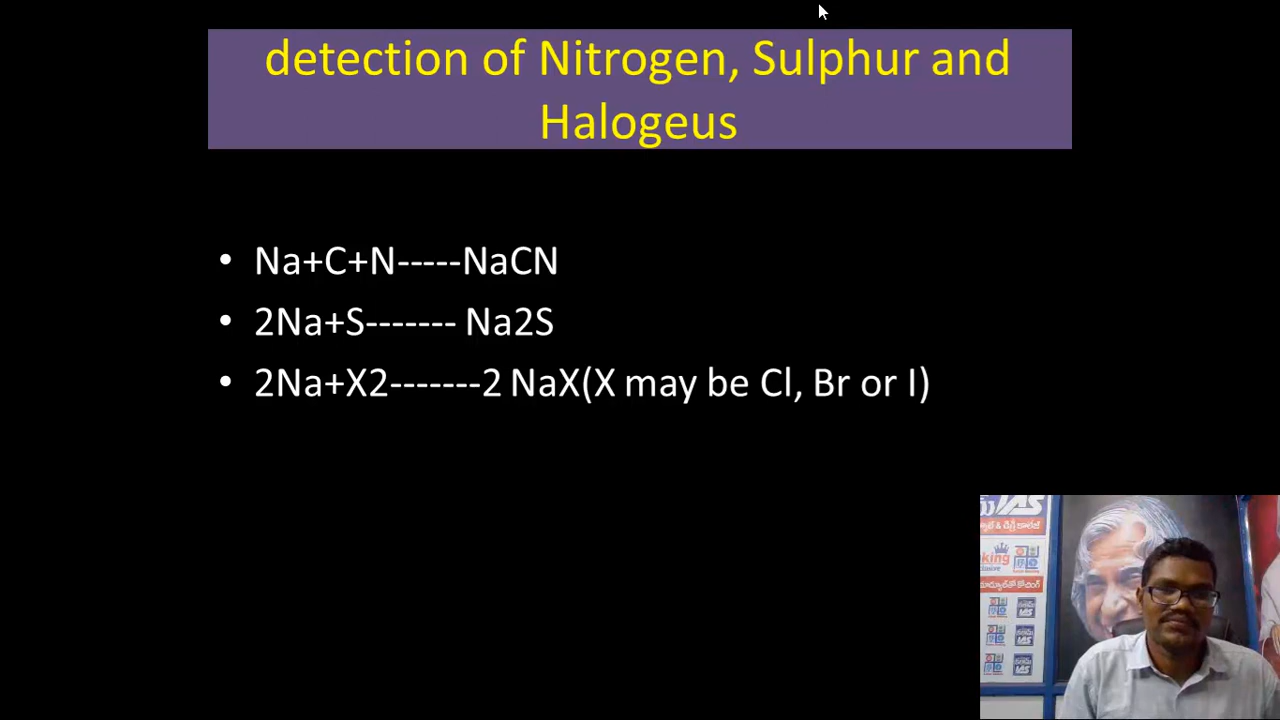 detection of Nitrogen, Sulphur and
Halogeus
• Na+C+N-----NaCN
• 2Na+S------- Na2S
• 2Na+X2-------2 NaX(X may be Cl, Br or I)
IAS